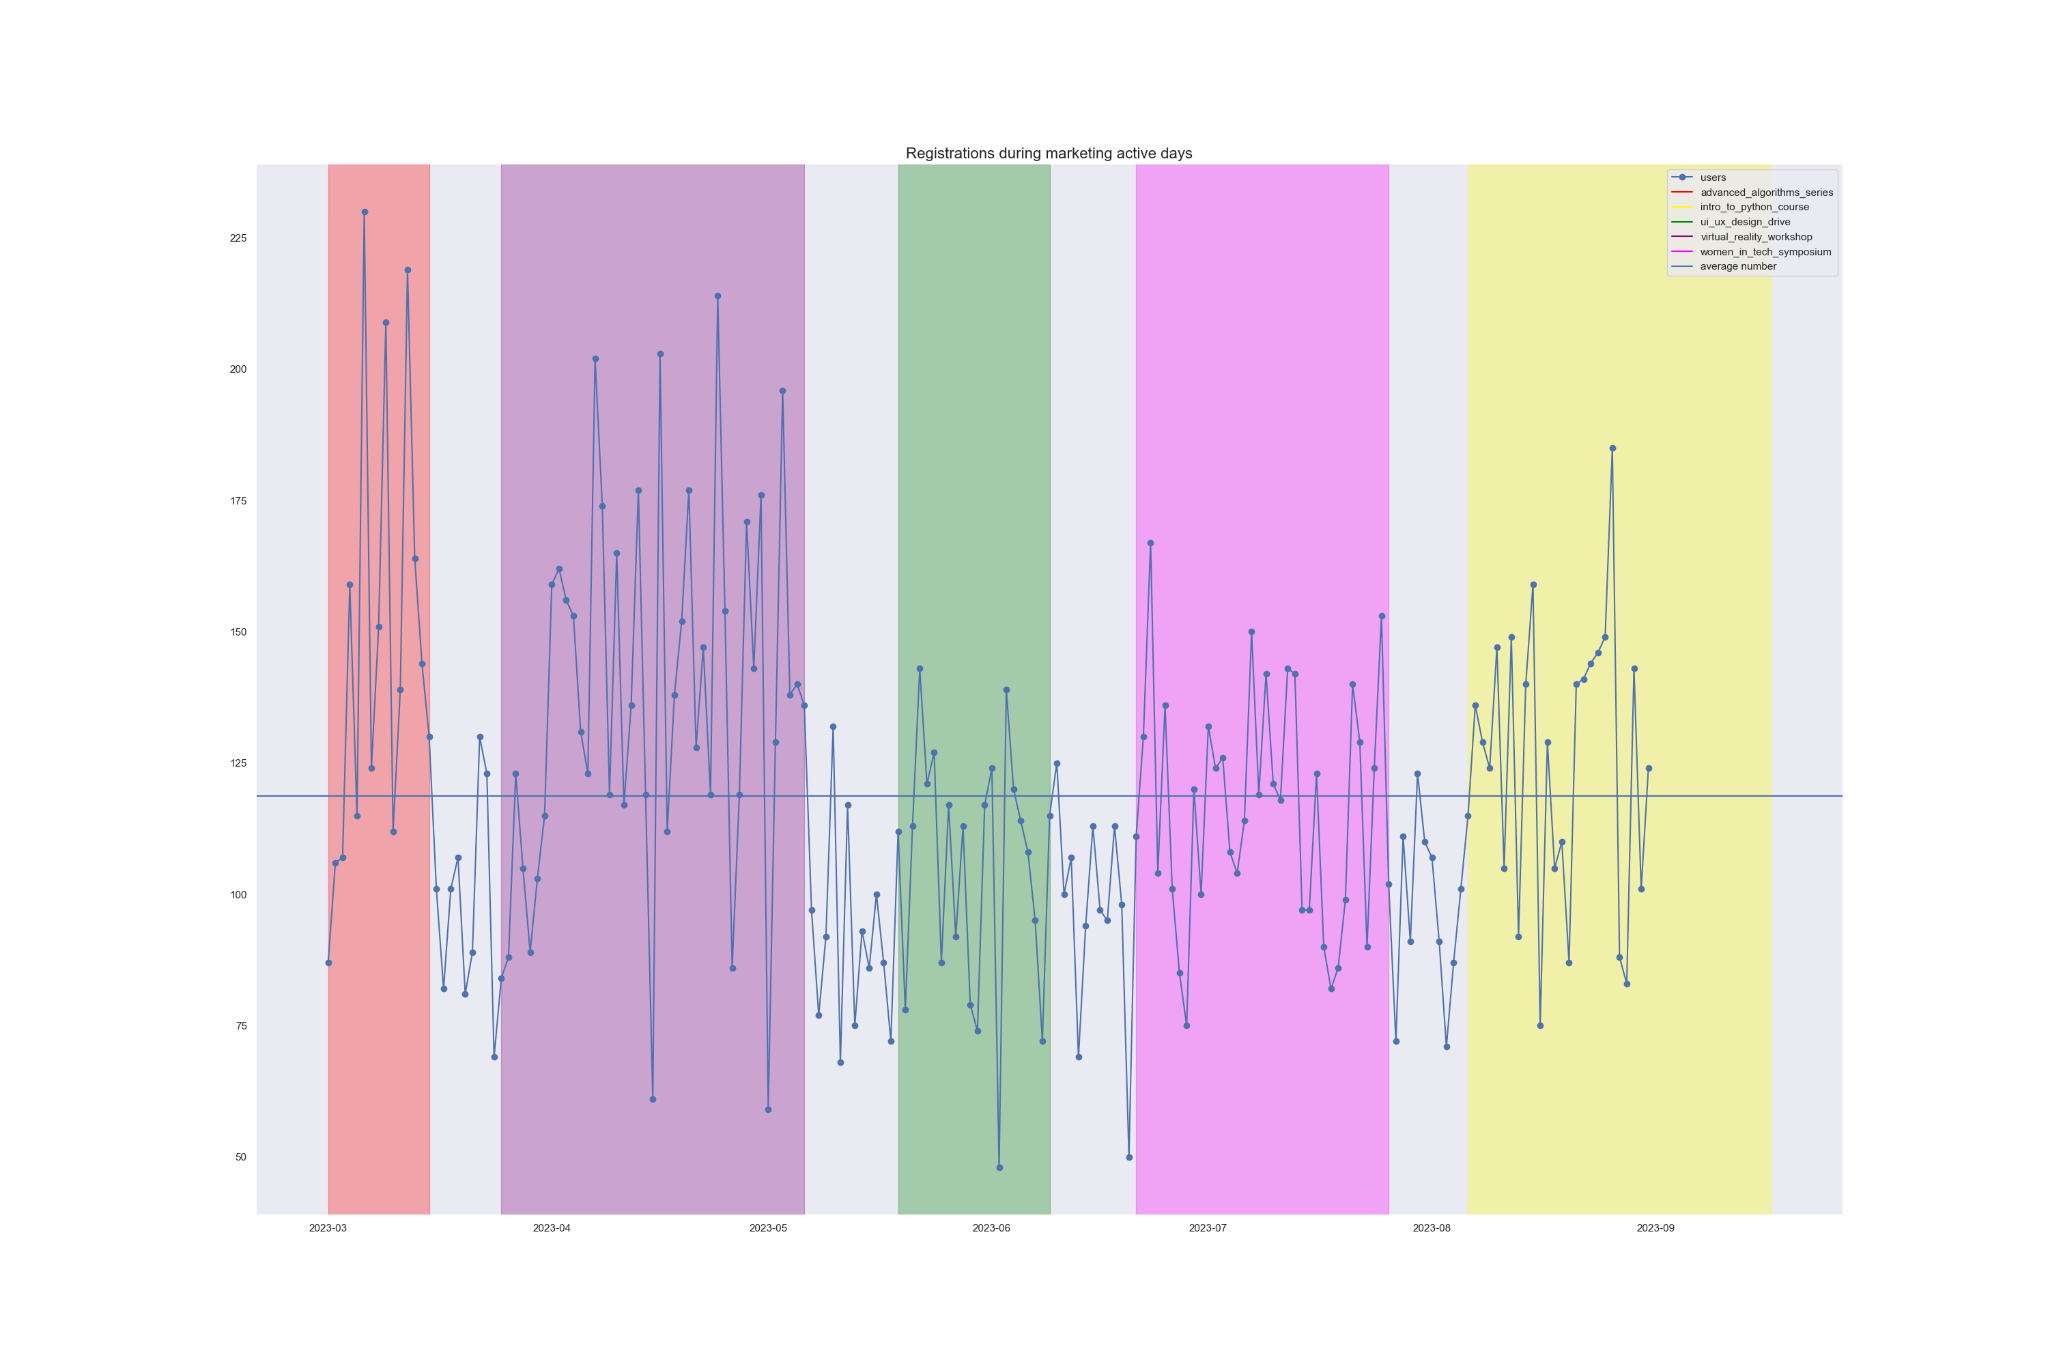 Registrations during marketing active days
users
advanced_algorithms_series
intro_to_python_course
ui_ux_design_drive
virtual_reality_workshop
women_in_tech_symposium
average number
225
200
175
150
125
100
75
50
2023-03 2023-04 2023-05 2023-06 2023-07 2023-08 2023-09